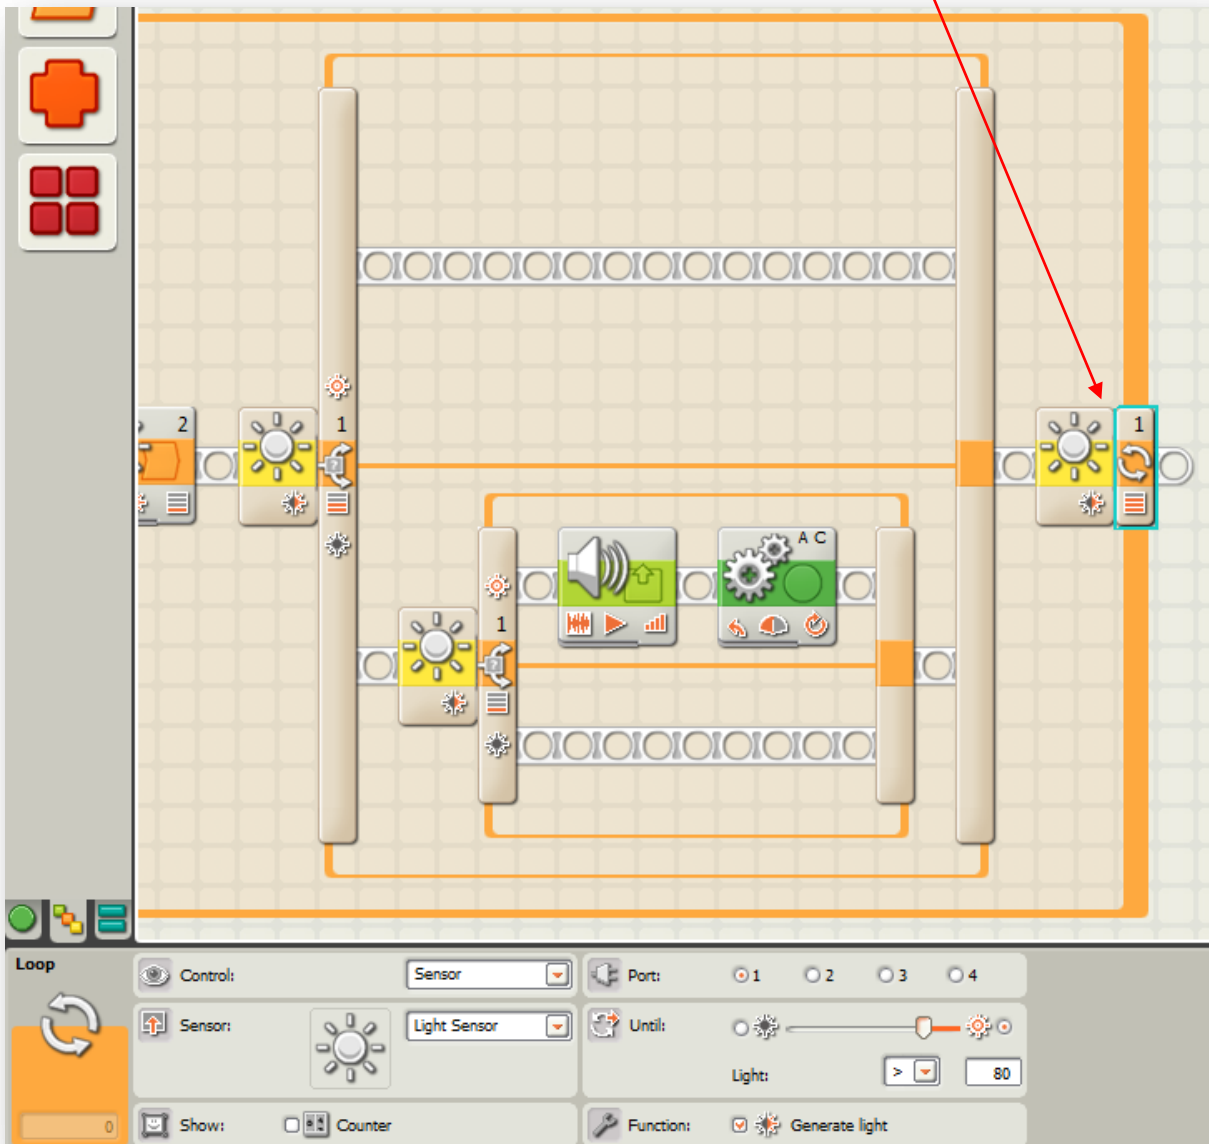 2
1
1
A C
1
Loop
Control:
Sensor
Port:
1
2
3
4
Sensor:
Light Sensor
Until:
Light:
>
80
0
Show:
Counter
Function:
Generate light